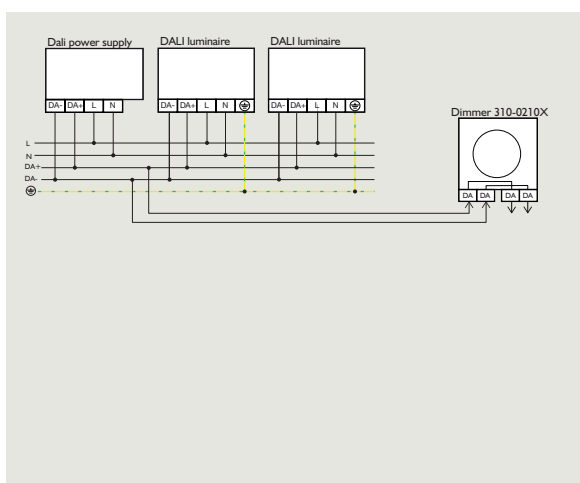 Dali power supply DALI luminaire DALI luminaire
DA- DA+ L N DA- DA+ L N DA- DA+ L N
Dimmer 310-0210X
L
N
DA+
DA-
DA DA DA DA